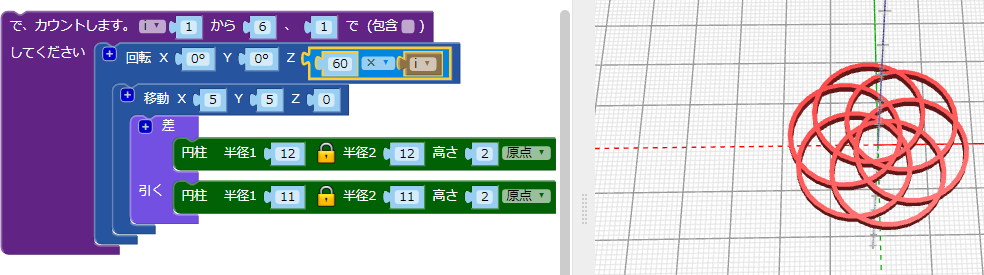 で、カウントします。 i ▼ 1 から 6 、 1 で (包含 )
してください + 回転 X 0° Y 0° Z 60 × ▼ i ▼
+ 移動 X 5 Y 5 Z 0
+ 差
円柱 半径1 12 半径2 12 高さ 2 原点 ▼
引く 円柱 半径1 11 半径2 11 高さ 2 原点 ▼